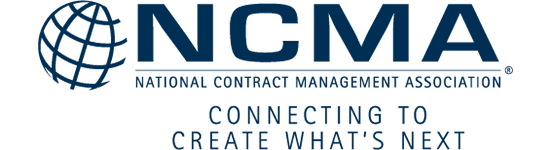 NCMA
NATIONAL CONTRACT MANAGEMENT ASSOCIATION®
CONNECTING TO
CREATE WHAT'S NEXT